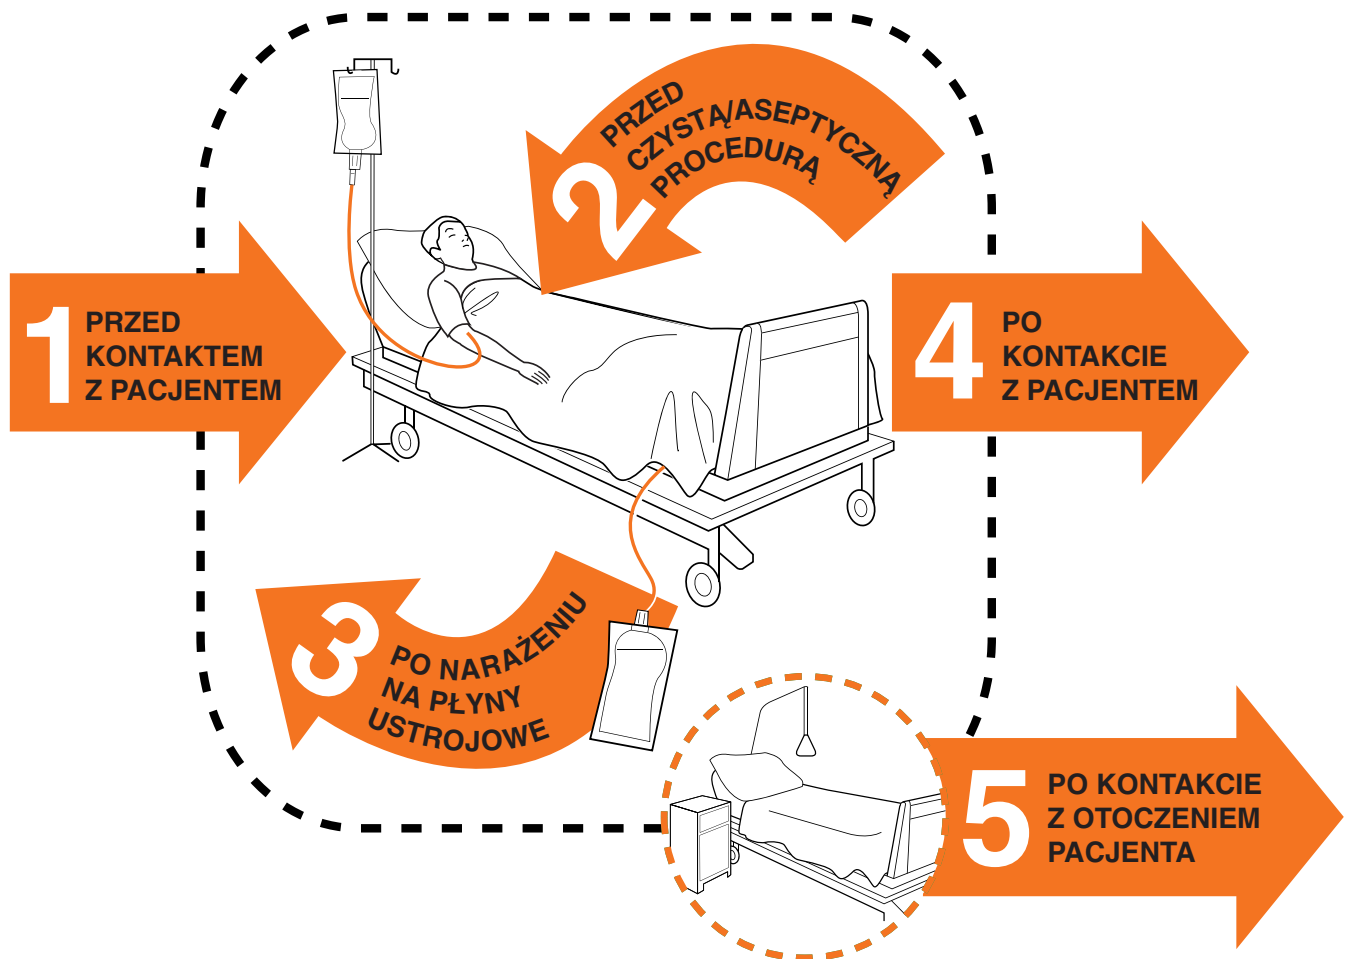 1
PRZED
KONTAKTEM
Z PACJENTEM
2
PRZED
CZYSTĄ/ASEPTYCZNĄ
PROCEDURĄ
3
PO NARAŻENIU
NA PŁYNY
USTROJOWE
4
PO
KONTAKCIE
Z PACJENTEM
5
PO KONTAKCIE
Z OTOCZENIEM
PACJENTA